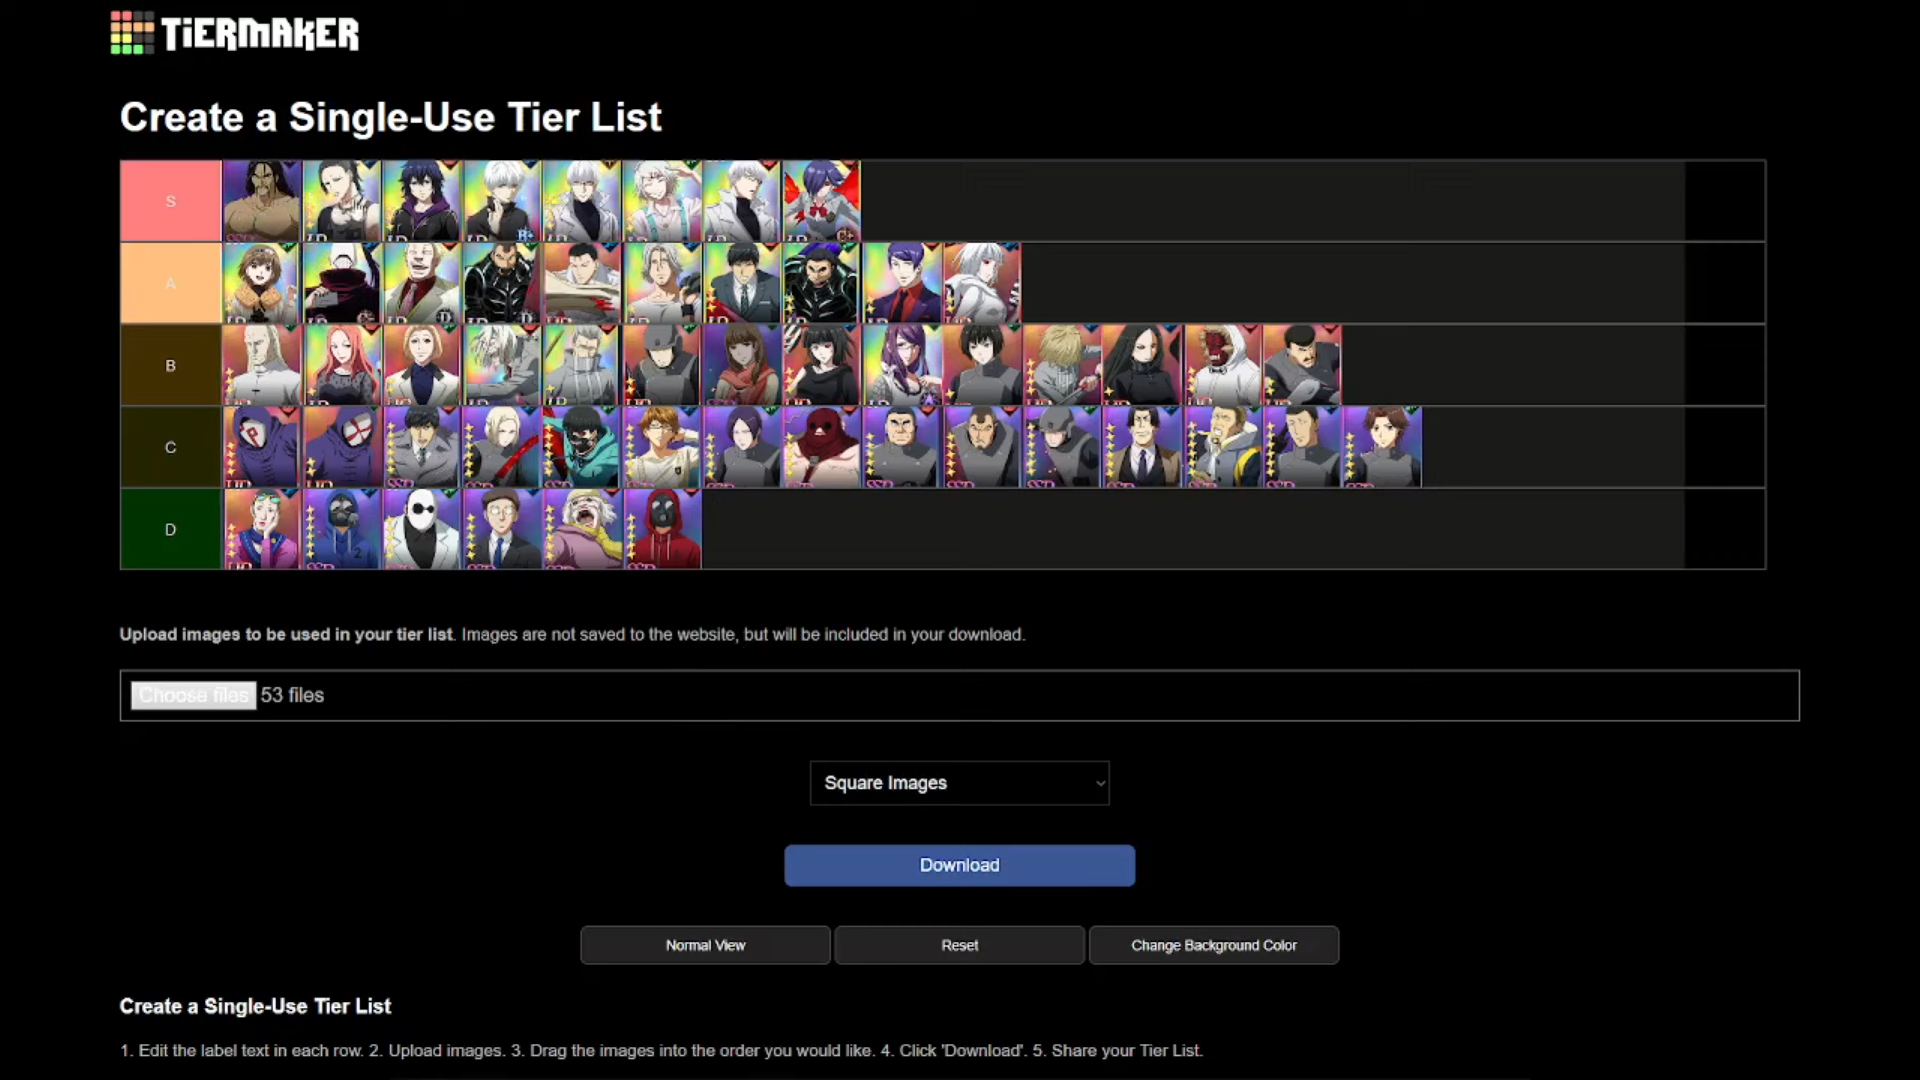 TiERMAKER
Create a Single-Use Tier List
S
A
B
C
D
Upload images to be used in your tier list. Images are not saved to the website, but will be included in your download.
Choose files 53 files
Square Images
Download
Normal View
Reset
Change Background Color
Create a Single-Use Tier List
1. Edit the label text in each row. 2. Upload images. 3. Drag the images into the order you would like. 4. Click 'Download'. 5. Share your Tier List.